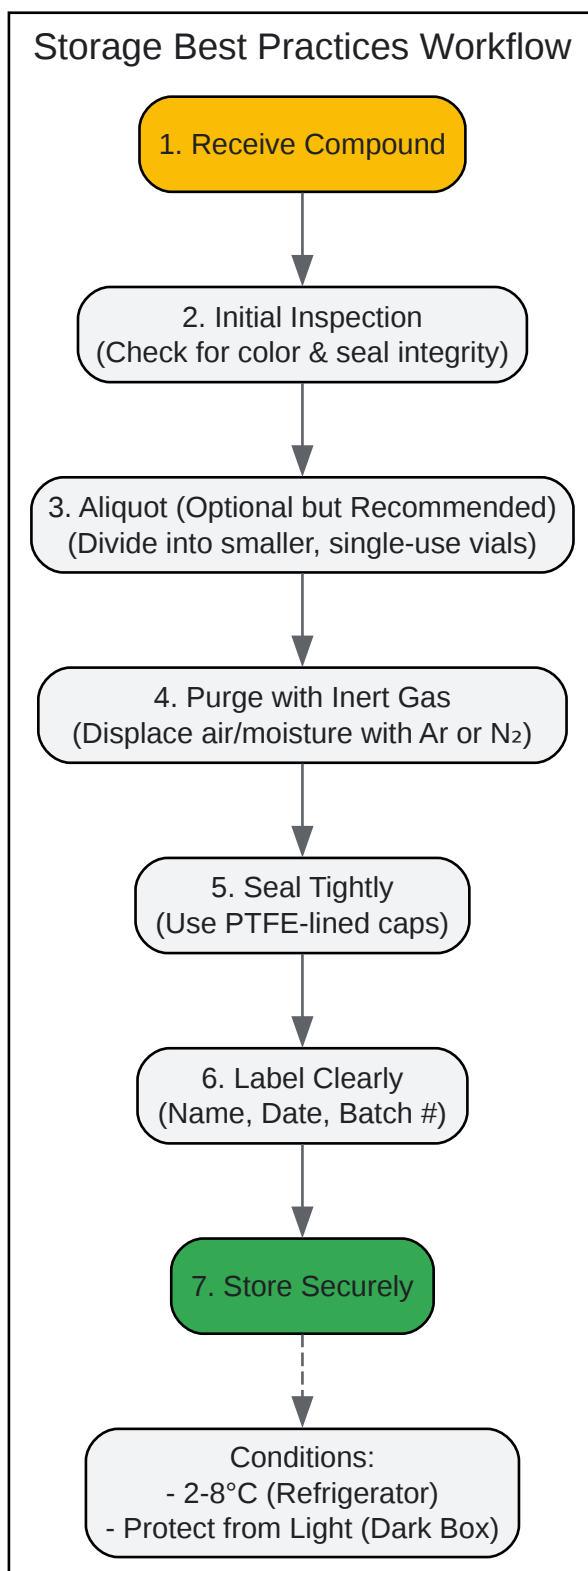 Storage Best Practices Workflow
1. Receive Compound
2. Initial Inspection
(Check for color & seal integrity)
3. Aliquot (Optional but Recommended)
(Divide into smaller, single-use vials)
4. Purge with Inert Gas
(Displace air/moisture with Ar or N₂)
5. Seal Tightly
(Use PTFE-lined caps)
6. Label Clearly
(Name, Date, Batch #)
7. Store Securely
Conditions:
- 2-8°C (Refrigerator)
- Protect from Light (Dark Box)